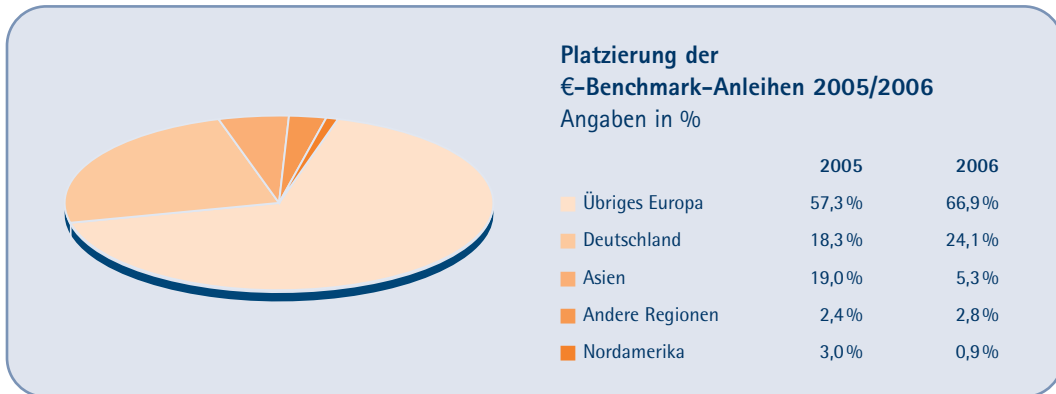 Platzierung der
€-Benchmark-Anleihen 2005/2006
Angaben in %
2005 2006
Übriges Europa 57,3 % 66,9 %
Deutschland 18,3 % 24,1 %
Asien 19,0 % 5,3 %
Andere Regionen 2,4 % 2,8 %
Nordamerika 3,0 % 0,9 %